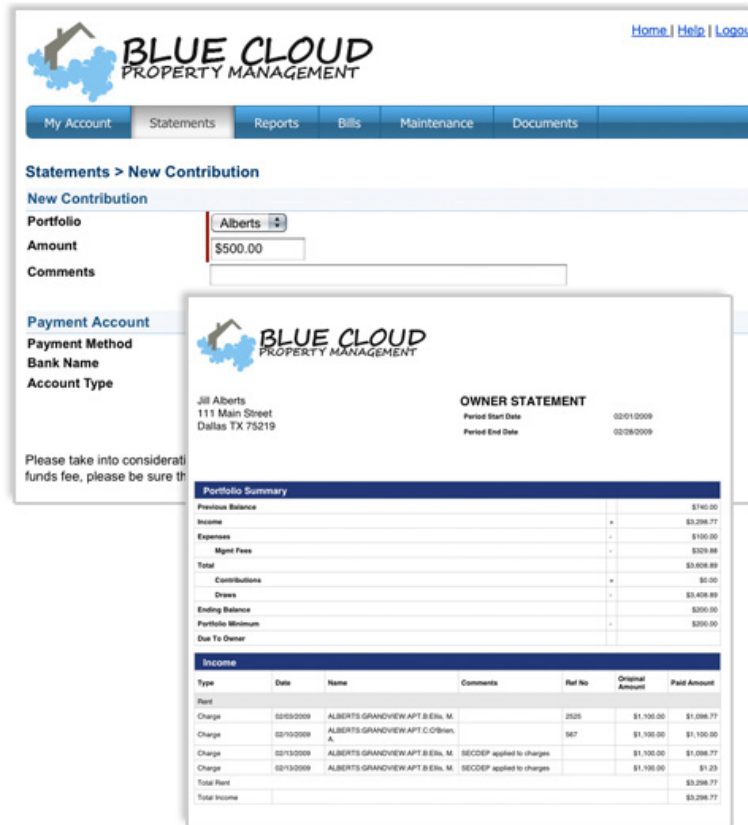 BLUE CLOUD
PROPERTY MANAGEMENT
Home | Help | Logou
My Account Statements Reports Bills Maintenance Documents
Statements > New Contribution
New Contribution
Portfolio Alberts
Amount $500.00
Comments
Payment Account
Payment Method
Bank Name
Account Type
Please take into considerati
funds fee, please be sure th
BLUE CLOUD
PROPERTY MANAGEMENT
Jill Alberts
111 Main Street
Dallas TX 75219
OWNER STATEMENT
Period Start Date 02/01/2009
Period End Date 02/28/2009
Portfolio Summary
Previous Balance $740.00
Income + $3,298.77
Expenses - $100.00
Mgmt Fees - $329.88
Total $3,608.89
Contributions + $0.00
Draws - $3,408.89
Ending Balance $200.00
Portfolio Minimum - $200.00
Due To Owner
Income
Type Date Name Comments Ref No Original Amount Paid Amount
Rent
Charge 02/03/2009 ALBERTS:GRANDVIEW:APT.B:Ellis, M. 2525 $1,100.00 $1,098.77
Charge 02/10/2009 ALBERTS:GRANDVIEW:APT.C:O'Brien, A. 567 $1,100.00 $1,100.00
Charge 02/13/2009 ALBERTS:GRANDVIEW:APT.B:Ellis, M. SECDEP applied to charges $1,100.00 $1,098.77
Charge 02/13/2009 ALBERTS:GRANDVIEW:APT.B:Ellis, M. SECDEP applied to charges $1,100.00 $1.23
Total Rent $3,298.77
Total Income $3,298.77